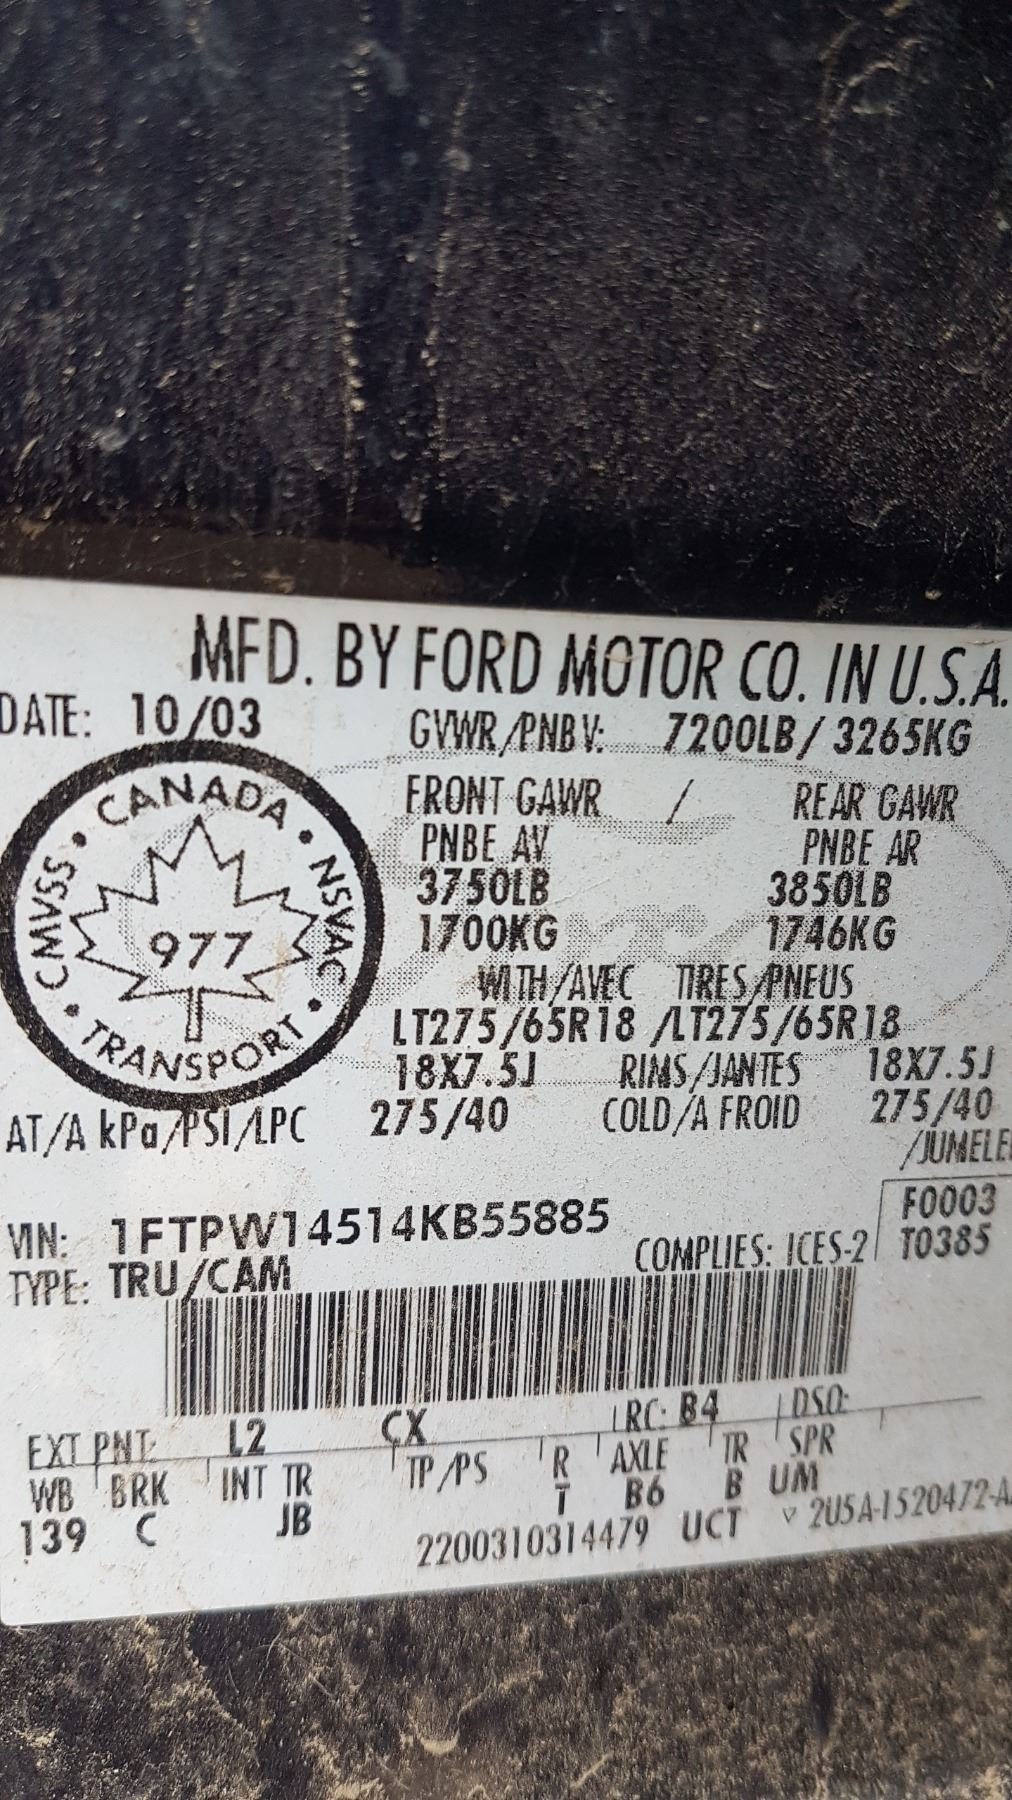 MFD. BY FORD MOTOR CO. IN U.S.A.
DATE: 10/03
GVWR/PNBV: 7200LB/ 3265KG
CANADA
CMVSS
NSVAC
TRANSPORT
977
FRONT GAWR / REAR GAWR
PNBE AV PNBE AR
3750LB 3850LB
1700KG 1746KG
WITH/AVEC TIRES/PNEUS
LT275/65R18 /LT275/65R18
18X7.5J RIMS/JANTES 18X7.5J
AT/A kPa/PSI/LPC 275/40 COLD/A FROID 275/40
/JUMELE
VIN: 1FTPW14514KB55885
F0003
COMPLIES: ICES-2 T0385
TYPE: TRU/CAM
EXT PNT: L2 CX RC: B4 DSO:
WB BRK INT TR TP/PS R AXLE TR SPR
139 C JB T B6 B UM
2200310314479 UCT ▽ 2U5A-1520472-A